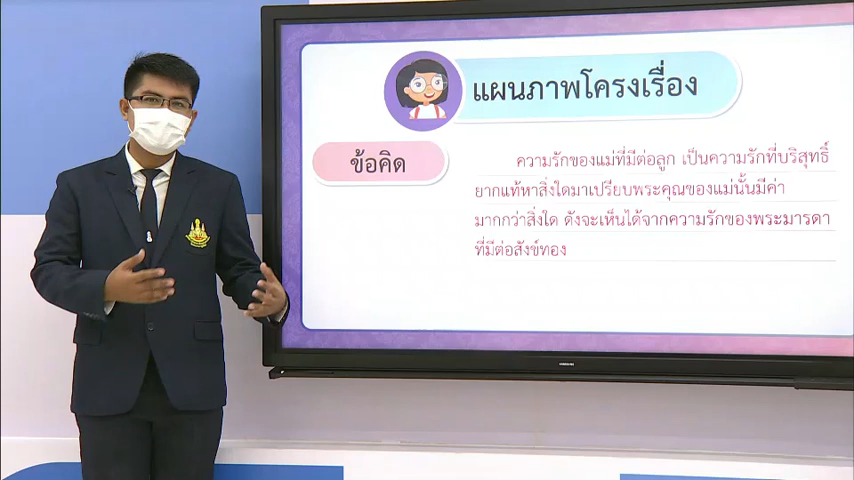 แผนภาพโครงเรื่อง
ข้อคิด
ความรักของแม่ที่มีต่อลูก เป็นความรักที่บริสุทธิ์
ยากแท้หาสิ่งใดมาเปรียบพระคุณของแม่นั้นมีค่า
มากกว่าสิ่งใด ดังจะเห็นได้จากความรักของพระมารดา
ที่มีต่อสังข์ทอง
SAMSUNG